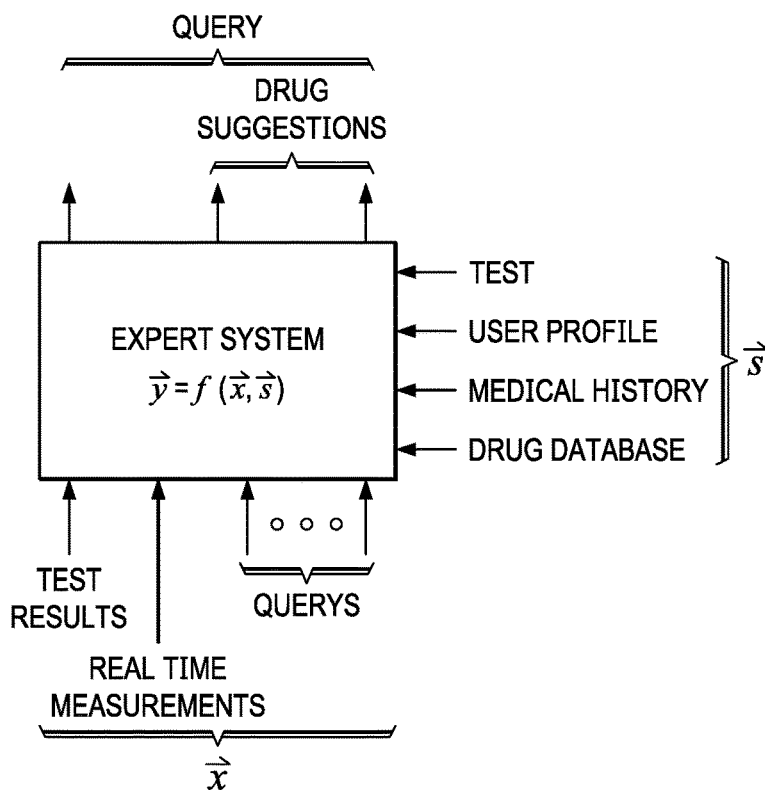 QUERY
DRUG
SUGGESTIONS
EXPERT SYSTEM
y⃗ = f (x⃗, s⃗)
TEST
USER PROFILE
MEDICAL HISTORY
DRUG DATABASE
s⃗
TEST
RESULTS
QUERYS
REAL TIME
MEASUREMENTS
x⃗